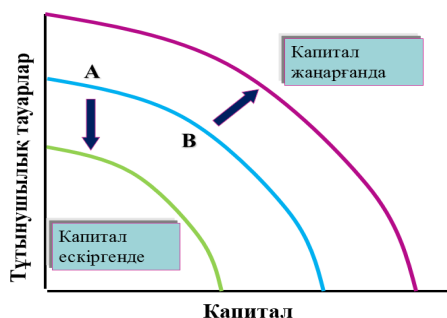 Тұтынушылық тауарлар
A
B
Капитал
жаңарғанда
Капитал
ескіргенде
Капитал